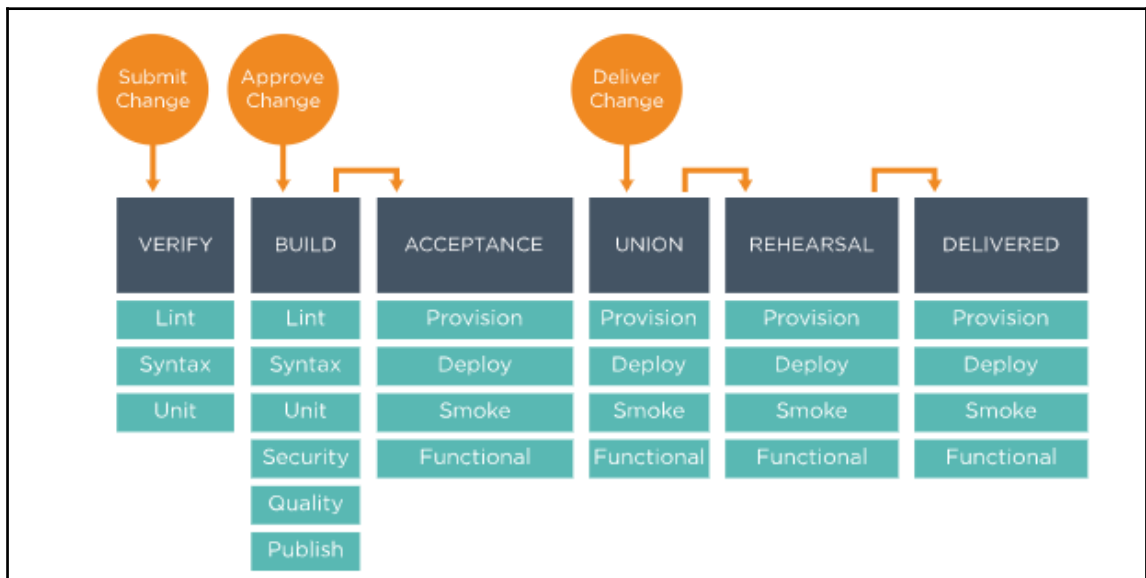 Submit
Change
Approve
Change
Deliver
Change
VERIFY
BUILD
ACCEPTANCE
UNION
REHEARSAL
DELIVERED
Lint
Lint
Provision
Provision
Provision
Provision
Syntax
Syntax
Deploy
Deploy
Deploy
Deploy
Unit
Unit
Smoke
Smoke
Smoke
Smoke
Security
Functional
Functional
Functional
Functional
Quality
Publish